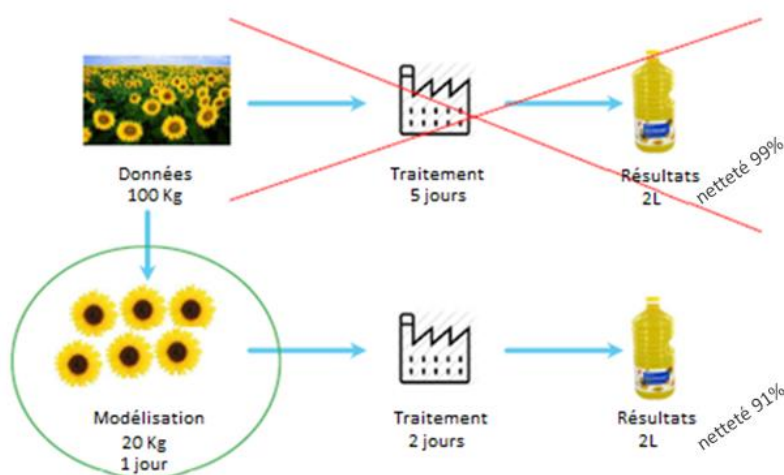 Données
100 Kg
Traitement
5 jours
Résultats
2L
netteté 99%
Modélisation
20 Kg
1 jour
Traitement
2 jours
Résultats
2L
netteté 91%